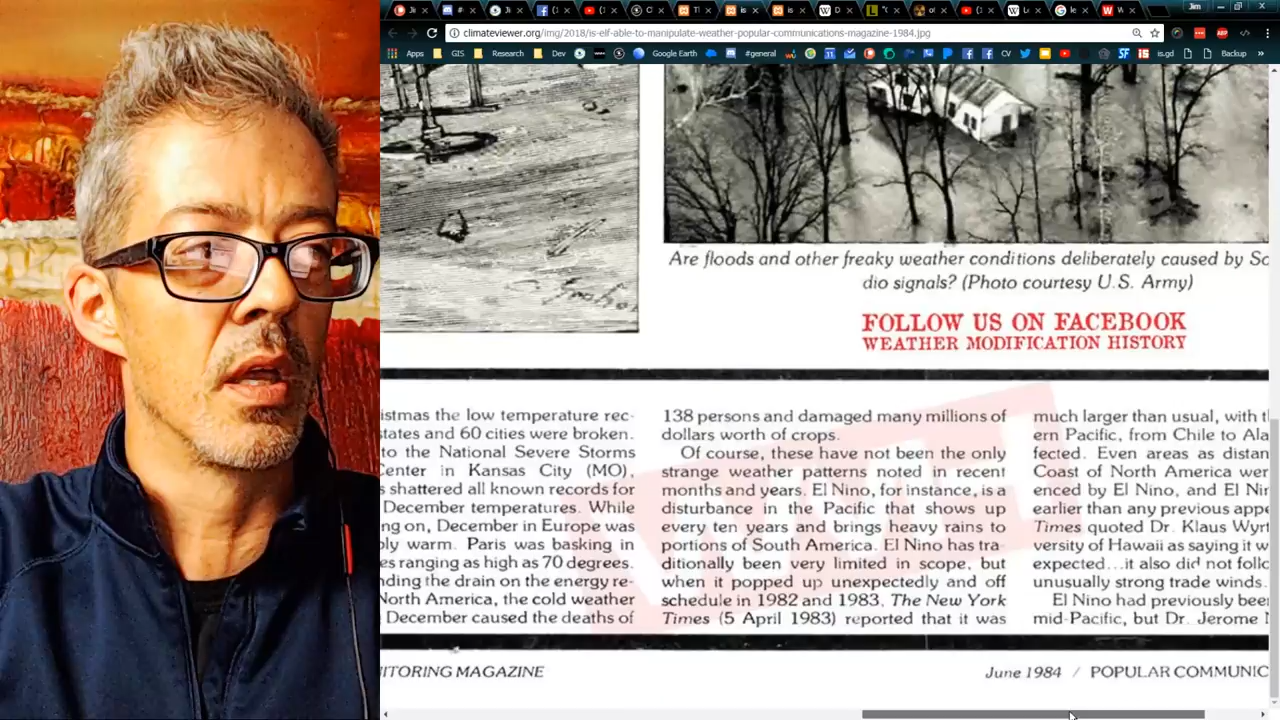 Jim
climateviewer.org/img/2018/is-elf-able-to-manipulate-weather-popular-communications-magazine-1984.jpg
Apps GIS Research Dev Google Earth #general CV is.gd Backup
Are floods and other freaky weather conditions deliberately caused by So
dio signals? (Photo courtesy U.S. Army)
FOLLOW US ON FACEBOOK
WEATHER MODIFICATION HISTORY
istmas the low temperature rec-
states and 60 cities were broken.
to the National Severe Storms
Center in Kansas City (MO),
s shattered all known records for
December temperatures. While
ng on, December in Europe was
bly warm. Paris was basking in
es ranging as high as 70 degrees.
nding the drain on the energy re-
North America, the cold weather
December caused the deaths of
138 persons and damaged many millions of
dollars worth of crops.
Of course, these have not been the only
strange weather patterns noted in recent
months and years. El Nino, for instance, is a
disturbance in the Pacific that shows up
every ten years and brings heavy rains to
portions of South America. El Nino has tra-
ditionally been very limited in scope, but
when it popped up unexpectedly and off
schedule in 1982 and 1983, The New York
Times (5 April 1983) reported that it was
much larger than usual, with th
ern Pacific, from Chile to Ala
fected. Even areas as distan
Coast of North America wer
enced by El Nino, and El Nin
earlier than any previous appe
Times quoted Dr. Klaus Wyrt
versity of Hawaii as saying it w
expected...it also did not follo
unusually strong trade winds.
El Nino had previously been
mid-Pacific, but Dr. Jerome N
ITORING MAGAZINE
June 1984 / POPULAR COMMUNIC